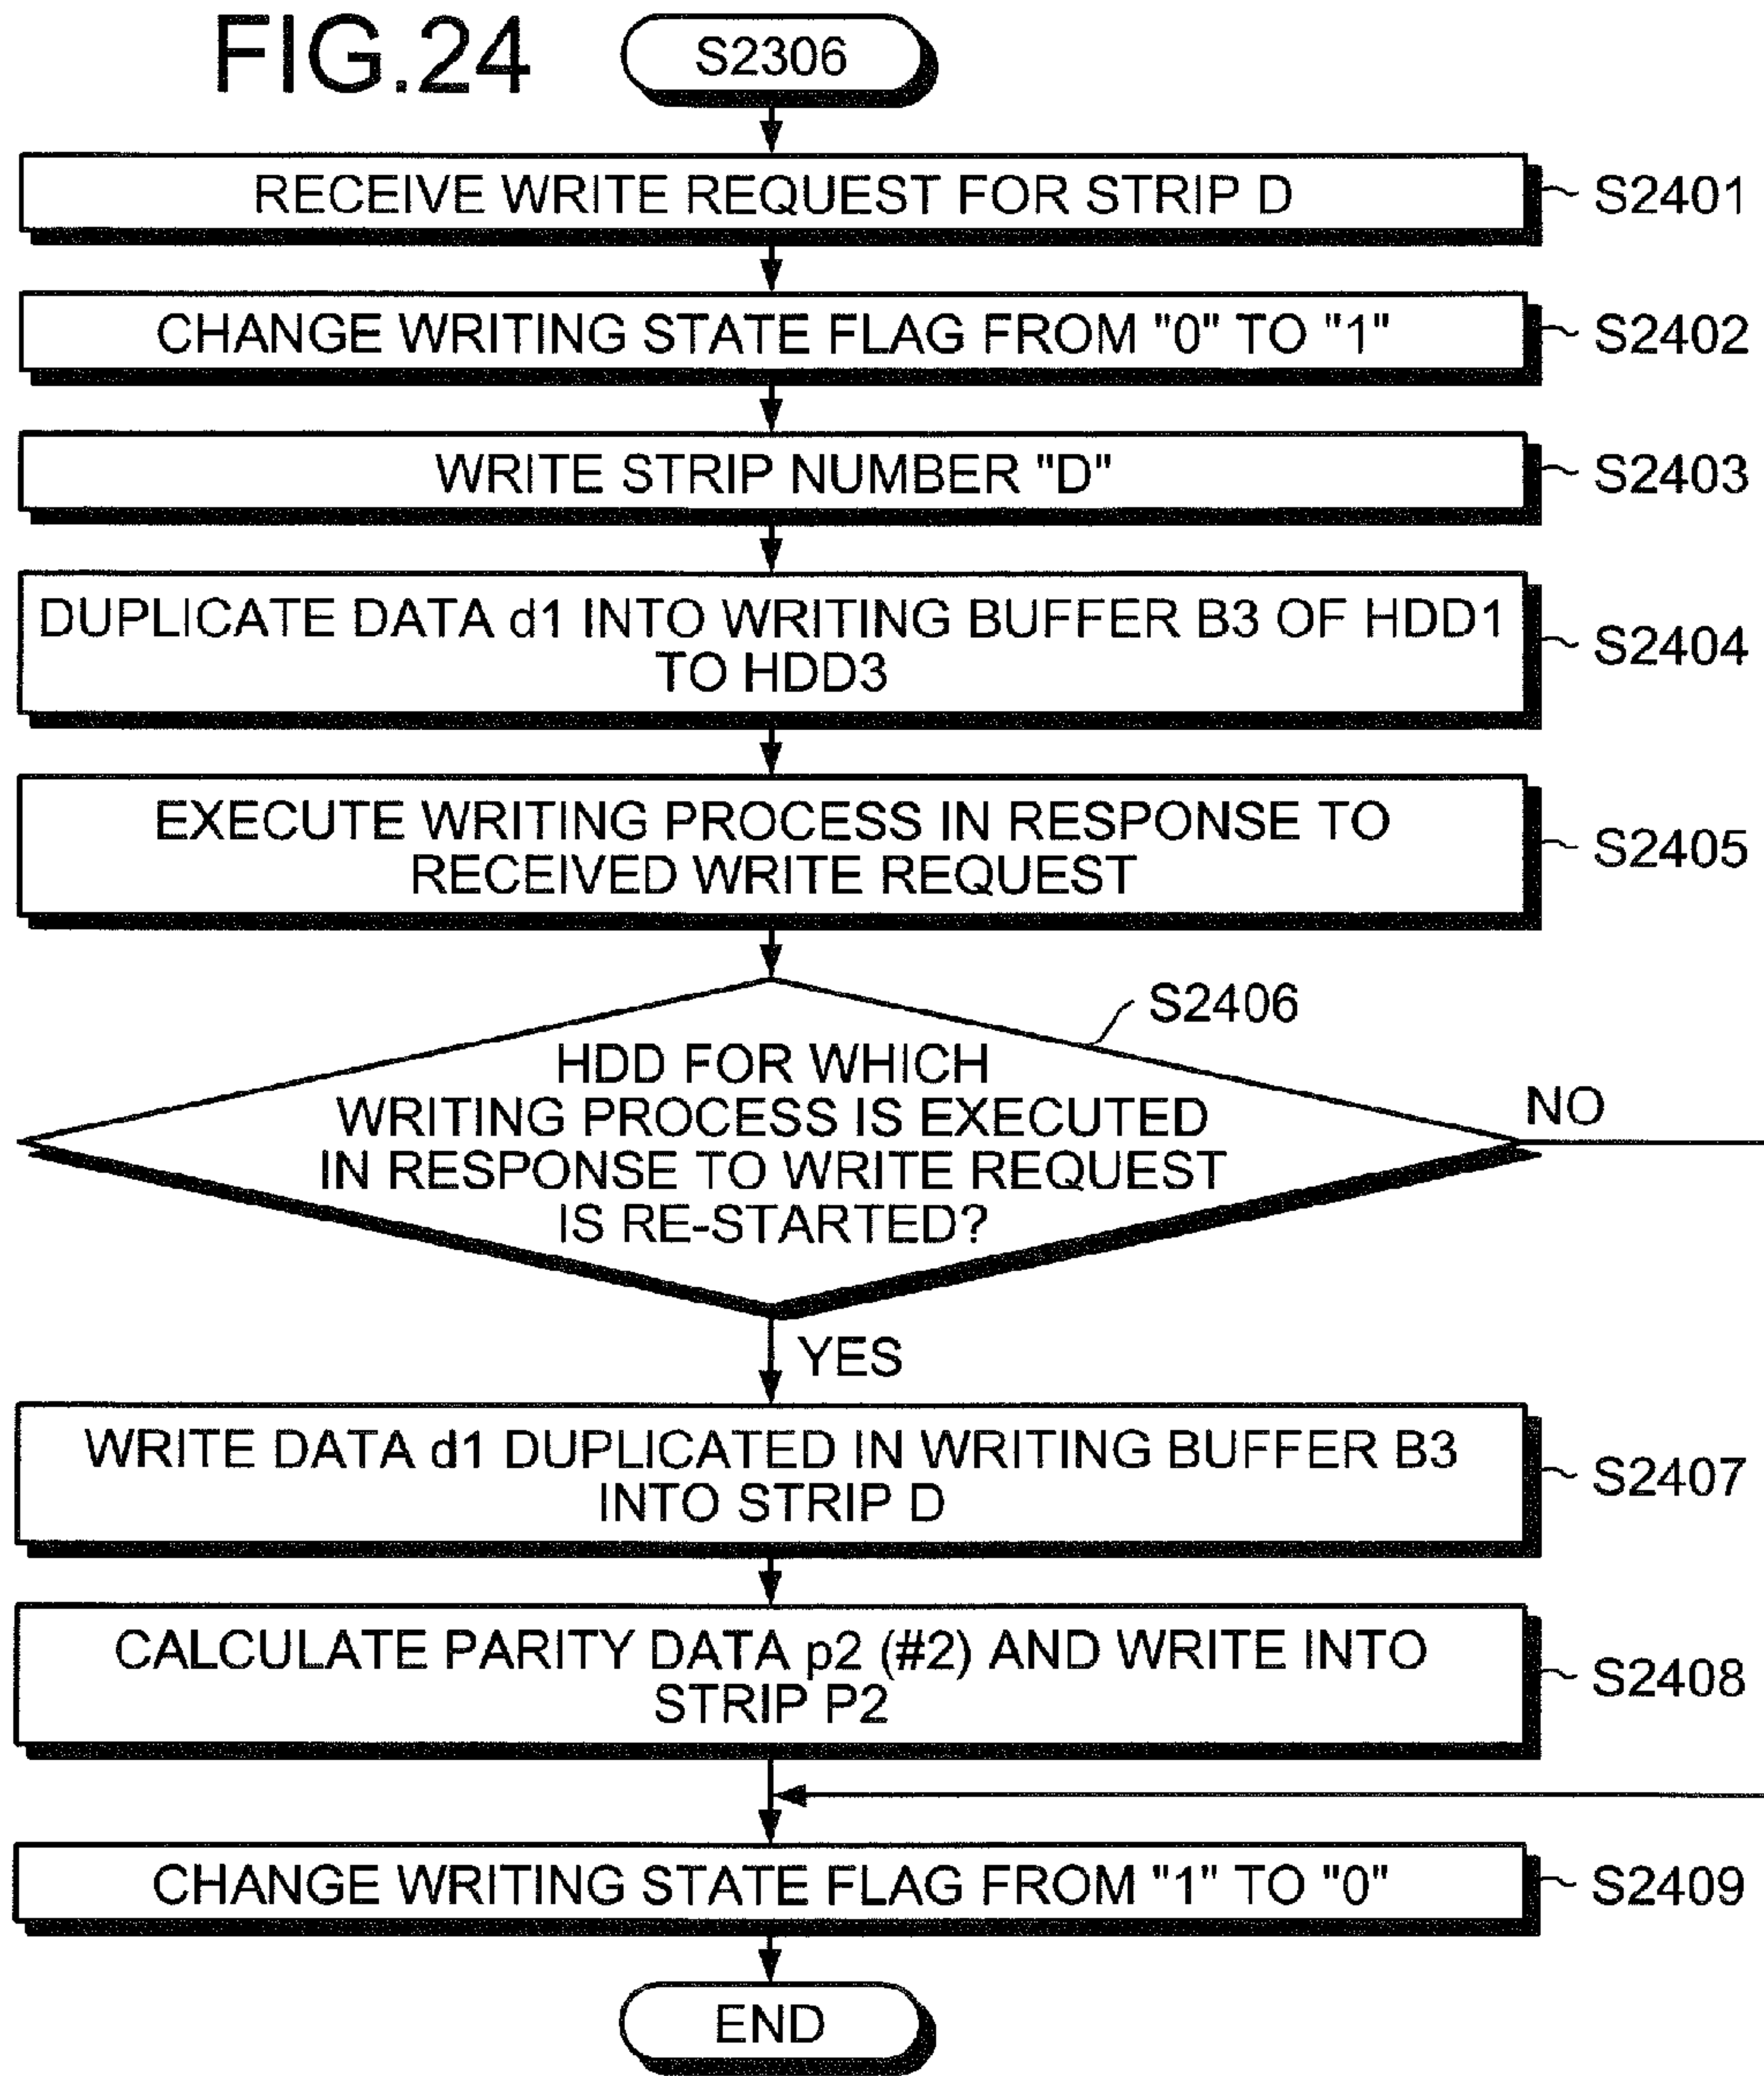 FIG.24
S2306
RECEIVE WRITE REQUEST FOR STRIP D
S2401
CHANGE WRITING STATE FLAG FROM "0" TO "1"
S2402
WRITE STRIP NUMBER "D"
S2403
DUPLICATE DATA d1 INTO WRITING BUFFER B3 OF HDD1
TO HDD3
S2404
EXECUTE WRITING PROCESS IN RESPONSE TO
RECEIVED WRITE REQUEST
S2405
S2406
HDD FOR WHICH
WRITING PROCESS IS EXECUTED
IN RESPONSE TO WRITE REQUEST
IS RE-STARTED?
NO
YES
WRITE DATA d1 DUPLICATED IN WRITING BUFFER B3
INTO STRIP D
S2407
CALCULATE PARITY DATA p2 (#2) AND WRITE INTO
STRIP P2
S2408
CHANGE WRITING STATE FLAG FROM "1" TO "0"
S2409
END